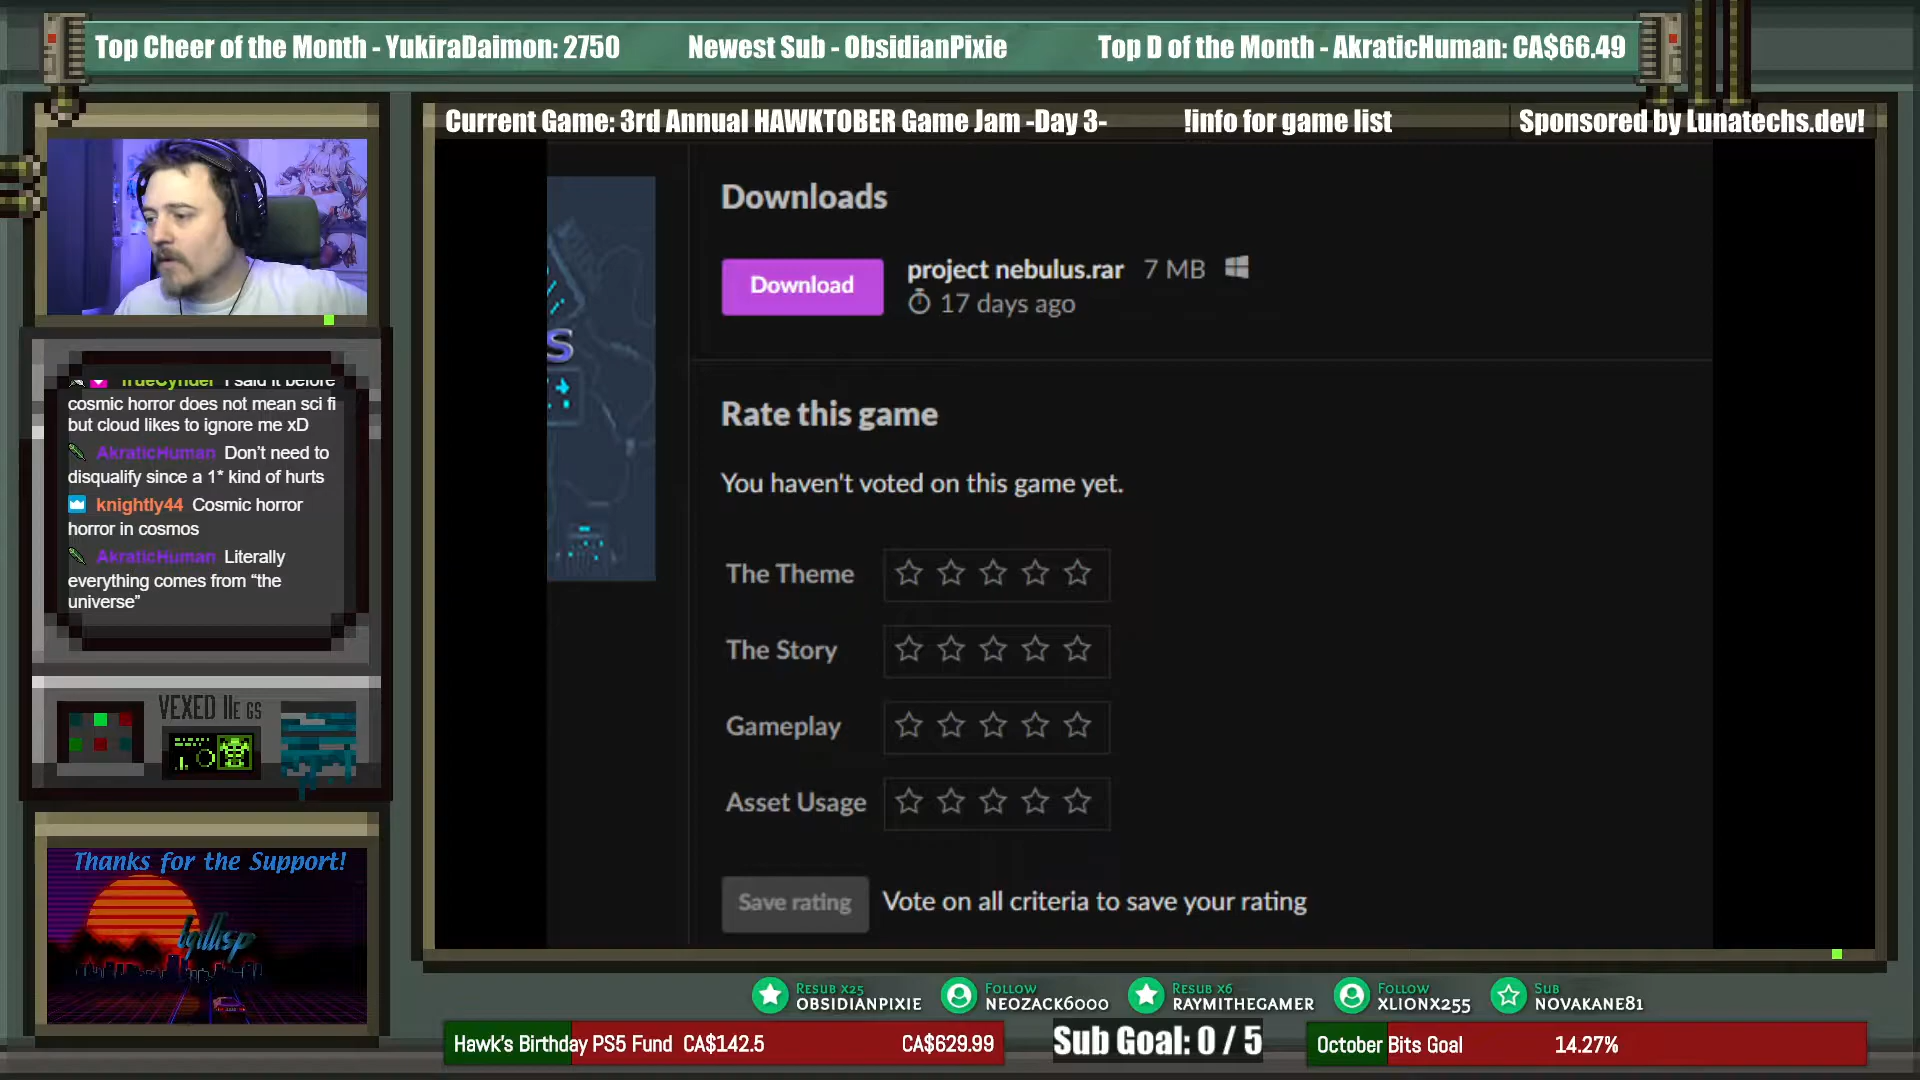 Top Cheer of the Month - YukiraDaimon: 2750
Newest Sub - ObsidianPixie
Top D of the Month - AkraticHuman: CA$66.49
Current Game: 3rd Annual HAWKTOBER Game Jam -Day 3-
!info for game list
Sponsored by Lunatechs.dev!
TrueCynder I said it before
cosmic horror does not mean sci fi
but cloud likes to ignore me xD
AkraticHuman Don't need to
disqualify since a 1* kind of hurts
knightly44 Cosmic horror
horror in cosmos
AkraticHuman Literally
everything comes from “the
universe”
VEXED IIE GS
Thanks for the Support!
S
Downloads
Download
project nebulus.rar 7 MB
17 days ago
Rate this game
You haven't voted on this game yet.
The Theme
The Story
Gameplay
Asset Usage
Save rating
Vote on all criteria to save your rating
RESUB X25
OBSIDIANPIXIE
FOLLOW
NEOZACK6000
RESUB X6
RAYMITHEGAMER
FOLLOW
XLIONX255
SUB
NOVAKANE81
Hawk's Birthday PS5 Fund CA$142.5
CA$629.99
Sub Goal: 0 / 5
October Bits Goal
14.27%